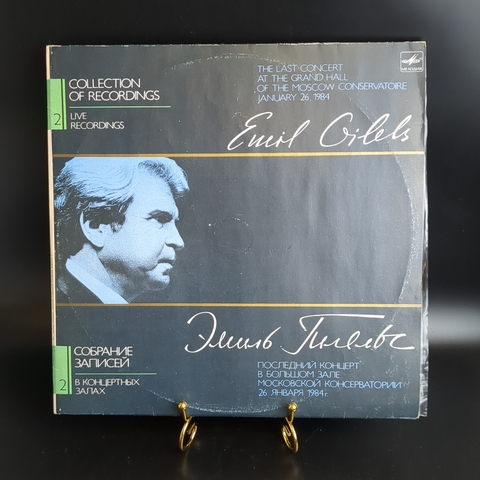 COLLECTION
OF RECORDINGS
2
LIVE
RECORDINGS
THE LAST CONCERT
AT THE GRAND HALL
OF THE MOSCOW CONSERVATOIRE
JANUARY 26, 1984
Emil Gilels
Эмиль Гилельс
СОБРАНИЕ
ЗАПИСЕЙ
2
В КОНЦЕРТНЫХ
ЗАЛАХ
ПОСЛЕДНИЙ КОНЦЕРТ
В БОЛЬШОМ ЗАЛЕ
МОСКОВСКОЙ КОНСЕРВАТОРИИ
26 ЯНВАРЯ 1984 г.